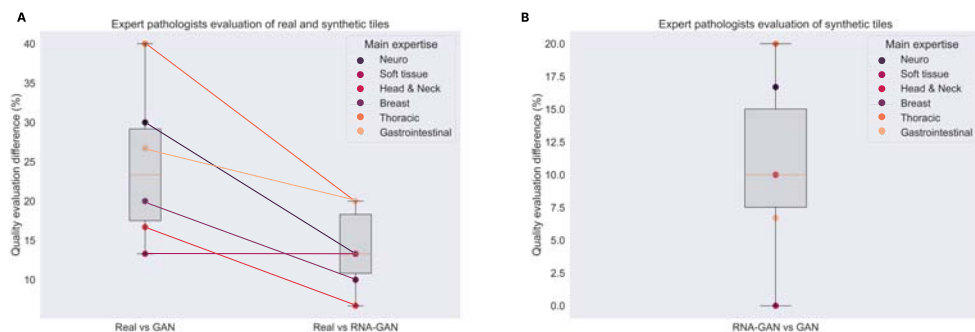 A
Expert pathologists evaluation of real and synthetic tiles
Quality evaluation difference (%)
40
35
30
25
20
15
10
Main expertise
Neuro
Soft tissue
Head & Neck
Breast
Thoracic
Gastrointestinal
Real vs GAN
Real vs RNA-GAN
B
Expert pathologists evaluation of synthetic tiles
Quality evaluation difference (%)
20.0
17.5
15.0
12.5
10.0
7.5
5.0
2.5
0.0
Main expertise
Neuro
Soft tissue
Head & Neck
Breast
Thoracic
Gastrointestinal
RNA-GAN vs GAN